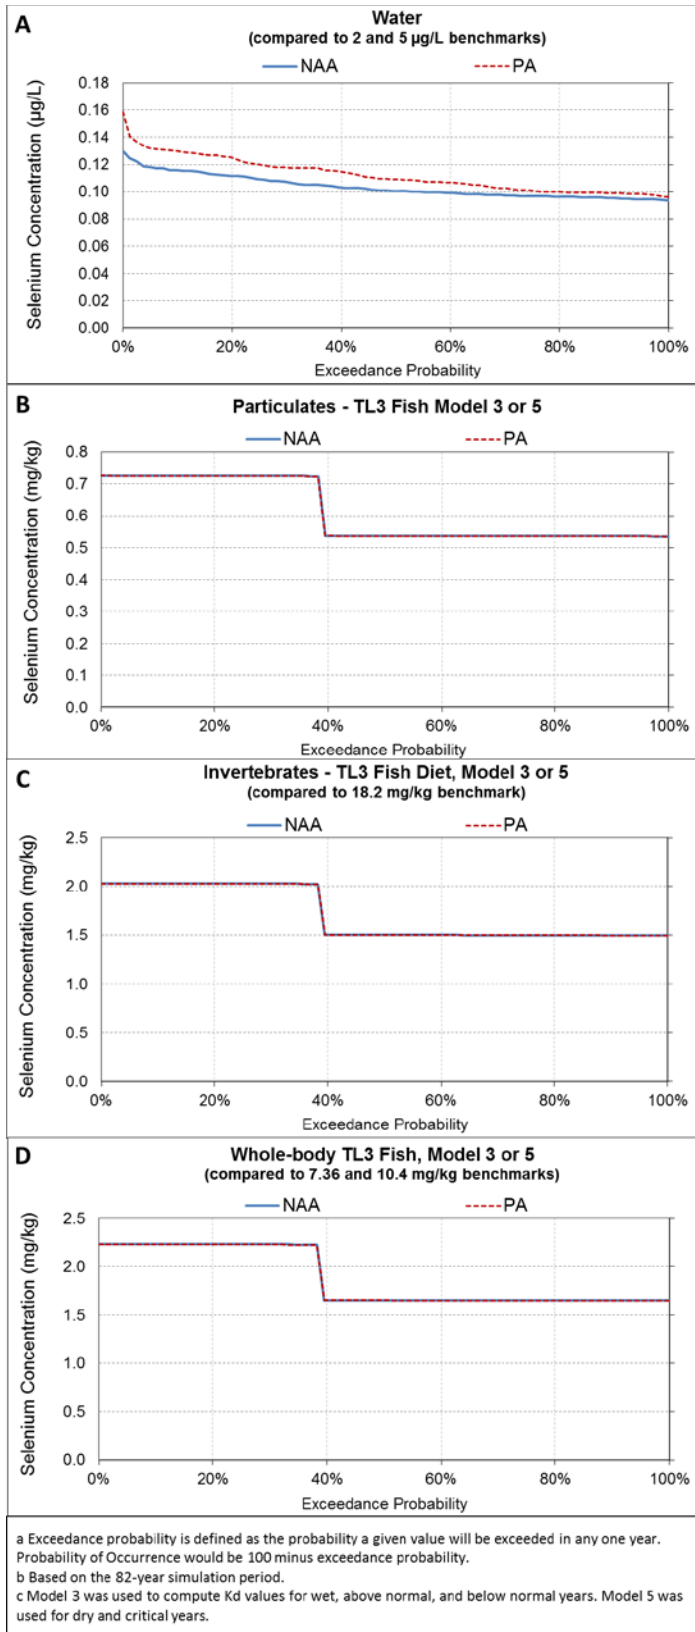 A
Water
(compared to 2 and 5 µg/L benchmarks)
NAA
PA
Selenium Concentration (µg/L)
0.18
0.16
0.14
0.12
0.10
0.08
0.06
0.04
0.02
0.00
0%
20%
40%
60%
80%
100%
Exceedance Probability
B
Particulates - TL3 Fish Model 3 or 5
NAA
PA
Selenium Concentration (mg/kg)
0.8
0.7
0.6
0.5
0.4
0.3
0.2
0.1
0.0
0%
20%
40%
60%
80%
100%
Exceedance Probability
C
Invertebrates - TL3 Fish Diet, Model 3 or 5
(compared to 18.2 mg/kg benchmark)
NAA
PA
Selenium Concentration (mg/kg)
2.5
2.0
1.5
1.0
0.5
0.0
0%
20%
40%
60%
80%
100%
Exceedance Probability
D
Whole-body TL3 Fish, Model 3 or 5
(compared to 7.36 and 10.4 mg/kg benchmarks)
NAA
PA
Selenium Concentration (mg/kg)
2.5
2.0
1.5
1.0
0.5
0.0
0%
20%
40%
60%
80%
100%
Exceedance Probability
a Exceedance probability is defined as the probability a given value will be exceeded in any one year.
Probability of Occurrence would be 100 minus exceedance probability.
b Based on the 82-year simulation period.
c Model 3 was used to compute Kd values for wet, above normal, and below normal years. Model 5 was
used for dry and critical years.